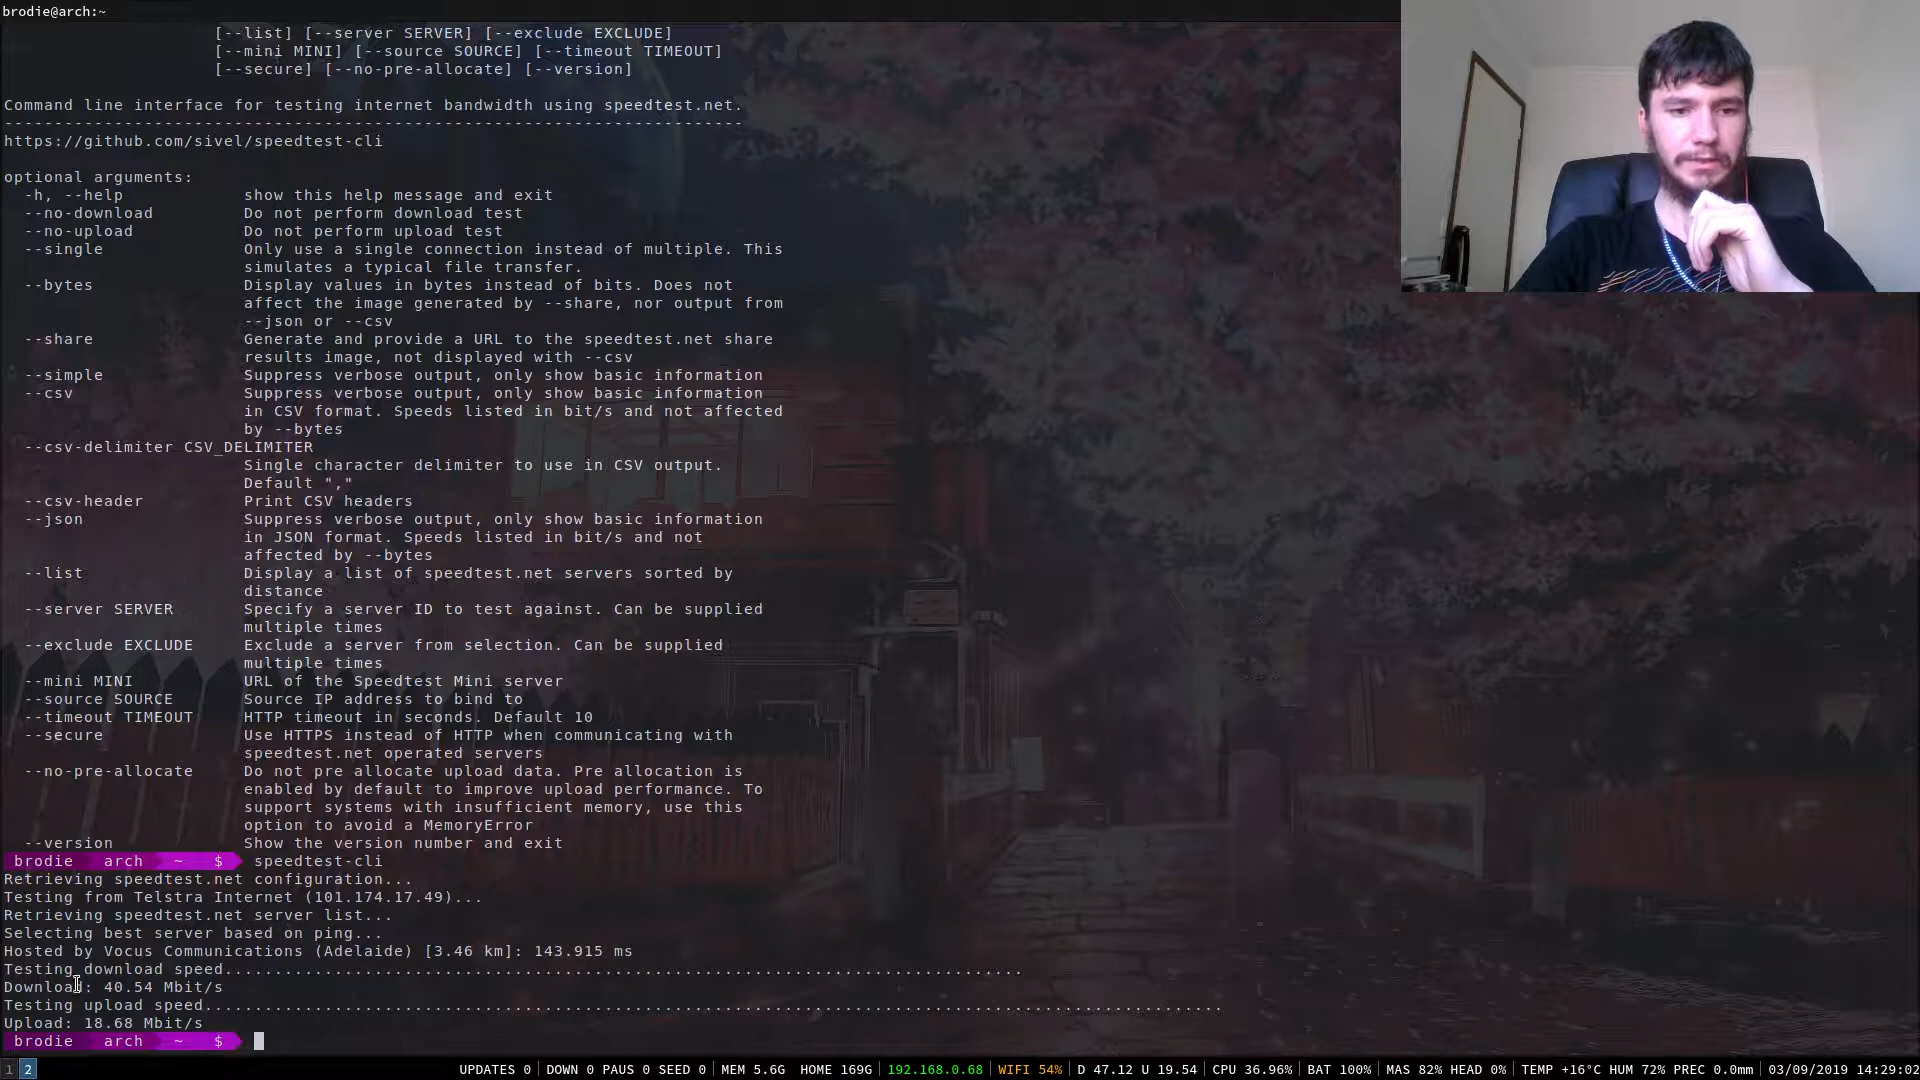 brodie@arch:~
[--list] [--server SERVER] [--exclude EXCLUDE]
[--mini MINI] [--source SOURCE] [--timeout TIMEOUT]
[--secure] [--no-pre-allocate] [--version]
Command line interface for testing internet bandwidth using speedtest.net.
--------------------------------------------------------------------------
https://github.com/sivel/speedtest-cli
optional arguments:
-h, --help show this help message and exit
--no-download Do not perform download test
--no-upload Do not perform upload test
--single Only use a single connection instead of multiple. This
simulates a typical file transfer.
--bytes Display values in bytes instead of bits. Does not
affect the image generated by --share, nor output from
--json or --csv
--share Generate and provide a URL to the speedtest.net share
results image, not displayed with --csv
--simple Suppress verbose output, only show basic information
--csv Suppress verbose output, only show basic information
in CSV format. Speeds listed in bit/s and not affected
by --bytes
--csv-delimiter CSV_DELIMITER
Single character delimiter to use in CSV output.
Default ","
--csv-header Print CSV headers
--json Suppress verbose output, only show basic information
in JSON format. Speeds listed in bit/s and not
affected by --bytes
--list Display a list of speedtest.net servers sorted by
distance
--server SERVER Specify a server ID to test against. Can be supplied
multiple times
--exclude EXCLUDE Exclude a server from selection. Can be supplied
multiple times
--mini MINI URL of the Speedtest Mini server
--source SOURCE Source IP address to bind to
--timeout TIMEOUT HTTP timeout in seconds. Default 10
--secure Use HTTPS instead of HTTP when communicating with
speedtest.net operated servers
--no-pre-allocate Do not pre allocate upload data. Pre allocation is
enabled by default to improve upload performance. To
support systems with insufficient memory, use this
option to avoid a MemoryError
--version Show the version number and exit
brodie arch ~ $ speedtest-cli
Retrieving speedtest.net configuration...
Testing from Telstra Internet (101.174.17.49)...
Retrieving speedtest.net server list...
Selecting best server based on ping...
Hosted by Vocus Communications (Adelaide) [3.46 km]: 143.915 ms
Testing download speed................................................................................
Download: 40.54 Mbit/s
Testing upload speed......................................................................................................
Upload: 18.68 Mbit/s
brodie arch ~ $
1 2 UPDATES 0 DOWN 0 PAUS 0 SEED 0 MEM 5.6G HOME 169G 192.168.0.68 WIFI 54% D 47.12 U 19.54 CPU 36.96% BAT 100% MAS 82% HEAD 0% TEMP +16°C HUM 72% PREC 0.0mm 03/09/2019 14:29:02